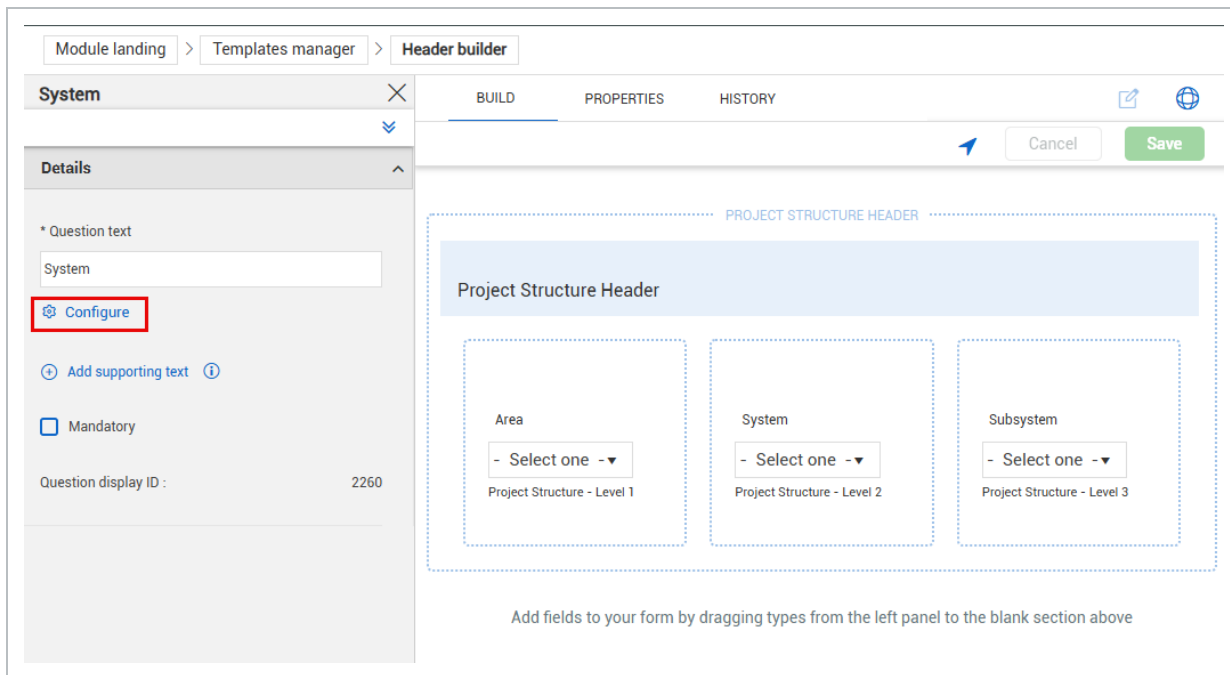 Module landing > Templates manager > Header builder
System
Details
* Question text
System
Configure
Add supporting text
Mandatory
Question display ID : 2260
BUILD PROPERTIES HISTORY
Cancel Save
PROJECT STRUCTURE HEADER
Project Structure Header
Area System Subsystem
- Select one - - Select one - - Select one -
Project Structure - Level 1 Project Structure - Level 2 Project Structure - Level 3
Add fields to your form by dragging types from the left panel to the blank section above